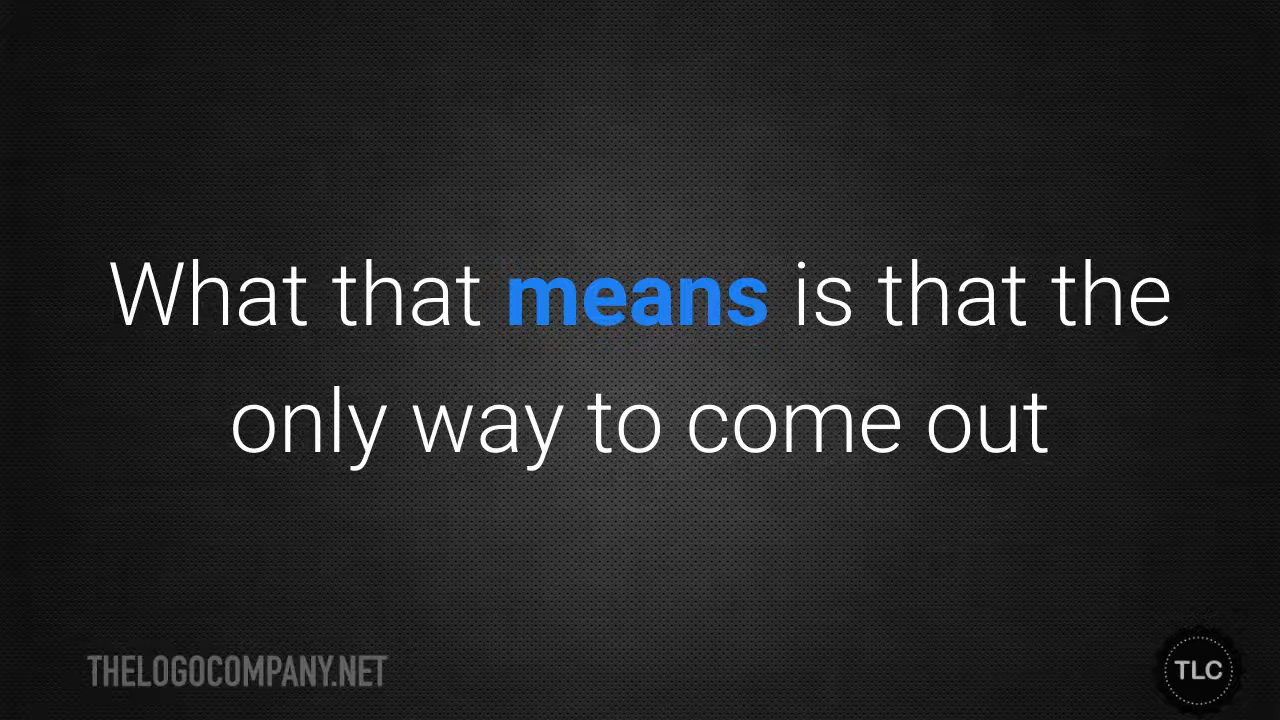 What that means is that the
only way to come out
THELOGOCOMPANY.NET
TLC